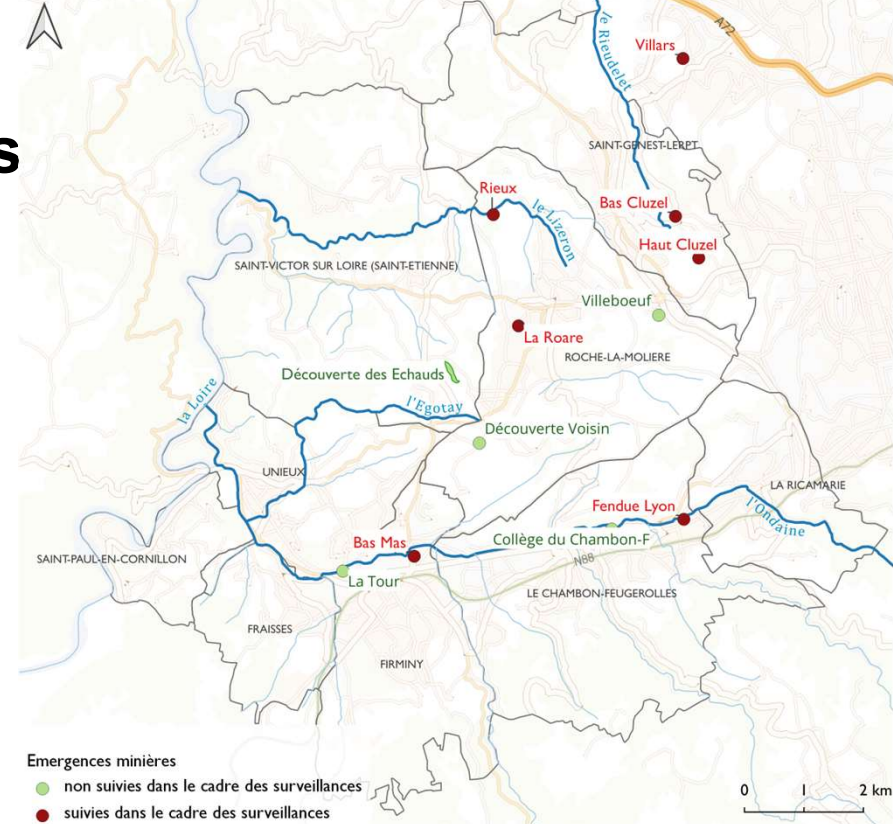 s
A72
le Rieudelet
Villars
SAINT-GENEST-LERPT
Rieux
Bas Cluzel
le Lizeron
Haut Cluzel
SAINT-VICTOR SUR LOIRE (SAINT-ETIENNE)
Villeboeuf
La Roare
ROCHE-LA-MOLIERE
Découverte des Echauds
la Loire
l'Egotay
Découverte Voisin
UNIEUX
LA RICAMARIE
Fendue Lyon
l'Ondaine
Bas Mas
Collège du Chambon-F
SAINT-PAUL-EN-CORNILLON
N88
La Tour
LE CHAMBON-FEUGEROLLES
FRAISSES
FIRMINY
Emergences minières
non suivies dans le cadre des surveillances
suivies dans le cadre des surveillances
0 1 2 km